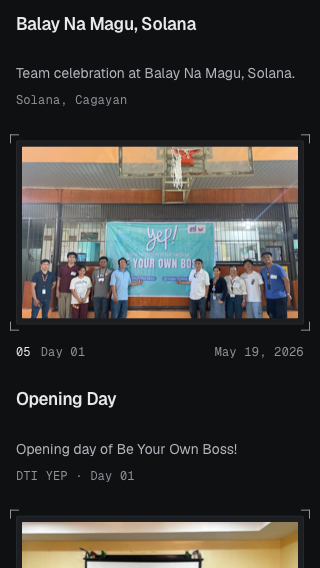 Balay Na Magu, Solana
Team celebration at Balay Na Magu, Solana.
Solana, Cagayan
yep!
YOUR OWN BOSS
05 Day 01 May 19, 2026
Opening Day
Opening day of Be Your Own Boss!
DTI YEP · Day 01